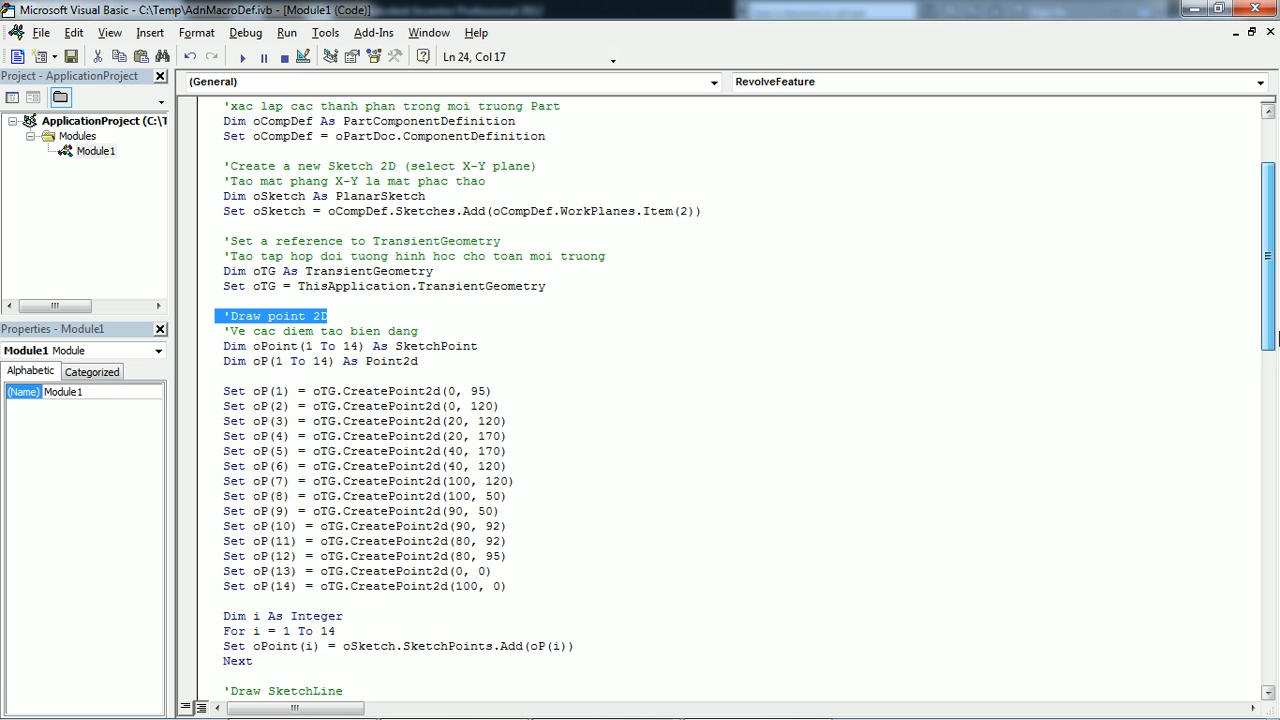 Microsoft Visual Basic - C:\Temp\AdnMacroDef.ivb - [Module1 (Code)]
File Edit View Insert Format Debug Run Tools Add-Ins Window Help
Ln 24, Col 17
Project - ApplicationProject
ApplicationProject (C:\T
Modules
Module1
Properties - Module1
Module1 Module
Alphabetic Categorized
(Name) Module1
(General) RevolveFeature
'xac lap cac thanh phan trong moi truong Part
Dim oCompDef As PartComponentDefinition
Set oCompDef = oPartDoc.ComponentDefinition
'Create a new Sketch 2D (select X-Y plane)
'Tao mat phang X-Y la mat phac thao
Dim oSketch As PlanarSketch
Set oSketch = oCompDef.Sketches.Add(oCompDef.WorkPlanes.Item(2))
'Set a reference to TransientGeometry
'Tao tap hop doi tuong hinh hoc cho toan moi truong
Dim oTG As TransientGeometry
Set oTG = ThisApplication.TransientGeometry
'Draw point 2D
'Ve cac diem tao bien dang
Dim oPoint(1 To 14) As SketchPoint
Dim oP(1 To 14) As Point2d
Set oP(1) = oTG.CreatePoint2d(0, 95)
Set oP(2) = oTG.CreatePoint2d(0, 120)
Set oP(3) = oTG.CreatePoint2d(20, 120)
Set oP(4) = oTG.CreatePoint2d(20, 170)
Set oP(5) = oTG.CreatePoint2d(40, 170)
Set oP(6) = oTG.CreatePoint2d(40, 120)
Set oP(7) = oTG.CreatePoint2d(100, 120)
Set oP(8) = oTG.CreatePoint2d(100, 50)
Set oP(9) = oTG.CreatePoint2d(90, 50)
Set oP(10) = oTG.CreatePoint2d(90, 92)
Set oP(11) = oTG.CreatePoint2d(80, 92)
Set oP(12) = oTG.CreatePoint2d(80, 95)
Set oP(13) = oTG.CreatePoint2d(0, 0)
Set oP(14) = oTG.CreatePoint2d(100, 0)
Dim i As Integer
For i = 1 To 14
Set oPoint(i) = oSketch.SketchPoints.Add(oP(i))
Next
'Draw SketchLine